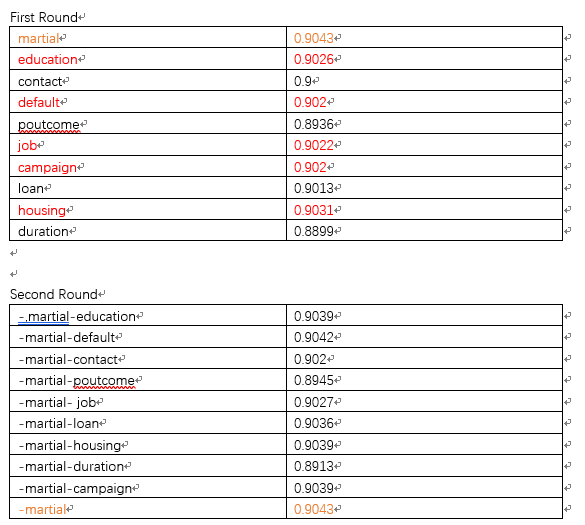 First Round
martial 0.9043
education 0.9026
contact 0.9
default 0.902
poutcome 0.8936
job 0.9022
campaign 0.902
loan 0.9013
housing 0.9031
duration 0.8899
Second Round
-.martial-education 0.9039
-martial-default 0.9042
-martial-contact 0.902
-martial-poutcome 0.8945
-martial- job 0.9027
-martial-loan 0.9036
-martial-housing 0.9039
-martial-duration 0.8913
-martial-campaign 0.9039
-martial 0.9043